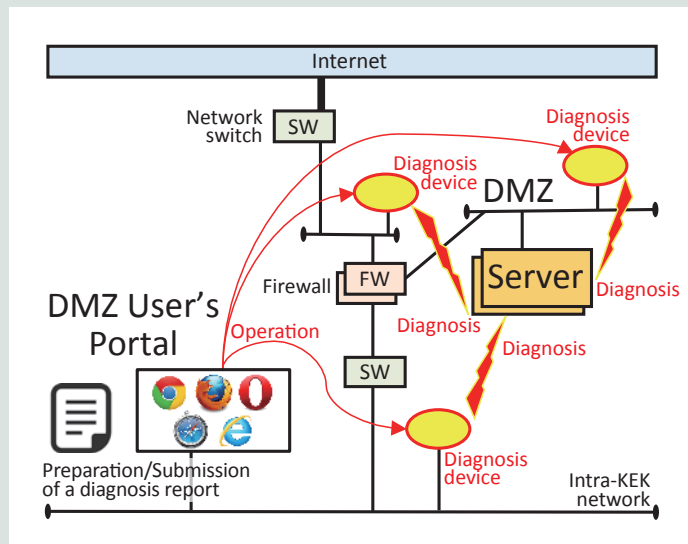 Internet
Network
switch
SW
Diagnosis
device
Diagnosis
device
DMZ
Firewall
FW
Server
Diagnosis
Diagnosis
Diagnosis
DMZ User's
Portal
Operation
SW
Diagnosis
device
Preparation/Submission
of a diagnosis report
Intra-KEK
network